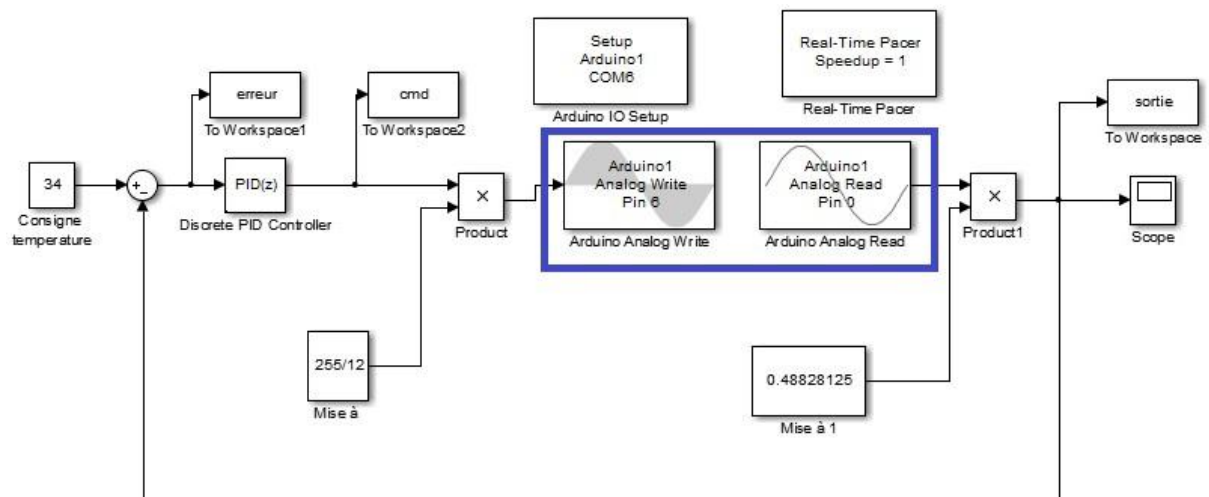 Setup
Arduino1
COM6
Arduino IO Setup
Real-Time Pacer
Speedup = 1
Real-Time Pacer
erreur
To Workspace1
cmd
To Workspace2
sortie
To Workspace
34
Consigne
temperature
+
-
PID(z)
Discrete PID Controller
×
Product
Arduino1
Analog Write
Pin 6
Arduino Analog Write
Arduino1
Analog Read
Pin 0
Arduino Analog Read
×
Product1
Scope
255/12
Mise à
0.48828125
Mise à 1